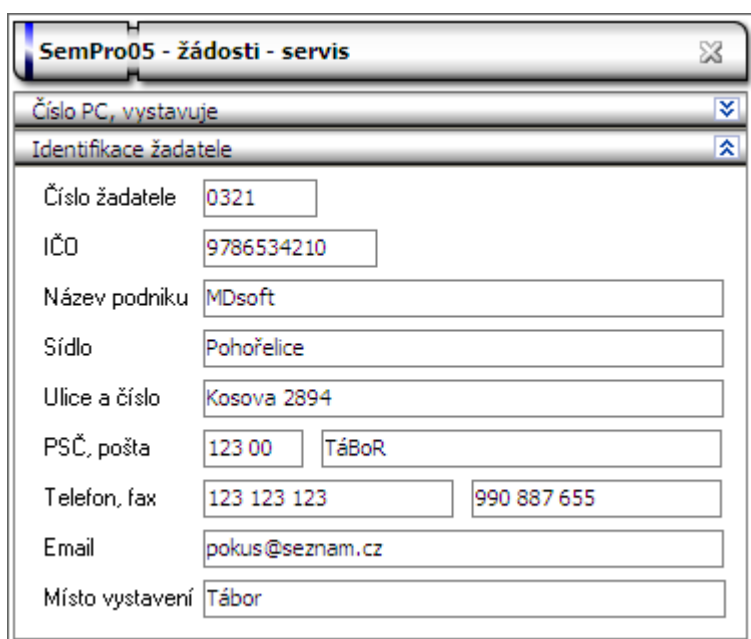 SemPro05 - žádosti - servis
Číslo PC, vystavuje
Identifikace žadatele
Číslo žadatele 0321
IČO 9786534210
Název podniku MDsoft
Sídlo Pohořelice
Ulice a číslo Kosova 2894
PSČ, pošta 123 00 TáBoR
Telefon, fax 123 123 123 990 887 655
Email pokus@seznam.cz
Místo vystavení Tábor